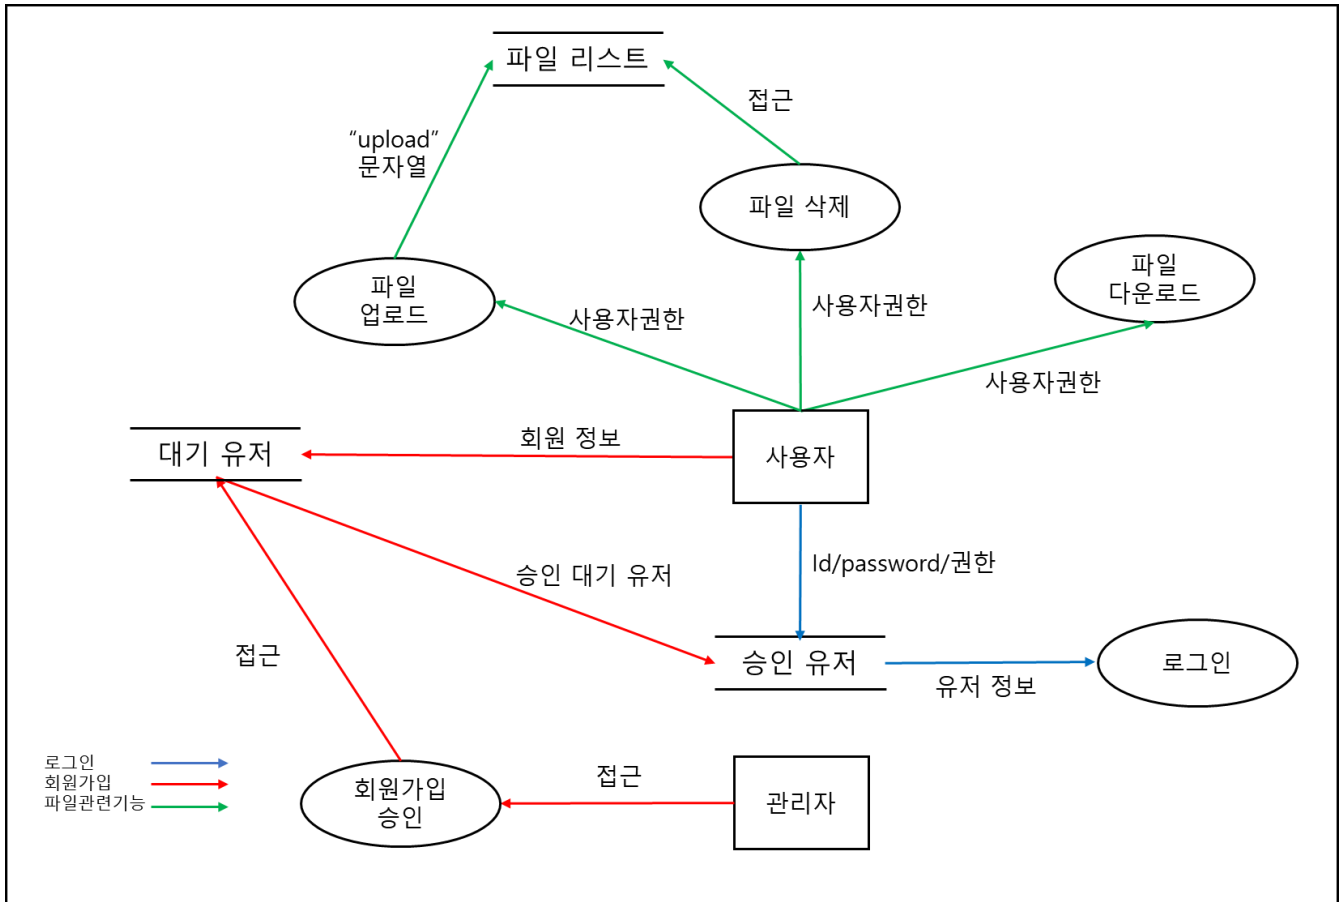 파일 리스트
접근
“upload”
문자열
파일 삭제
파일
다운로드
파일
업로드
사용자권한
사용자권한
사용자권한
대기 유저
회원 정보
사용자
승인 대기 유저
Id/password/권한
접근
승인 유저
유저 정보
로그인
로그인
회원가입
파일관련기능
회원가입
승인
접근
관리자